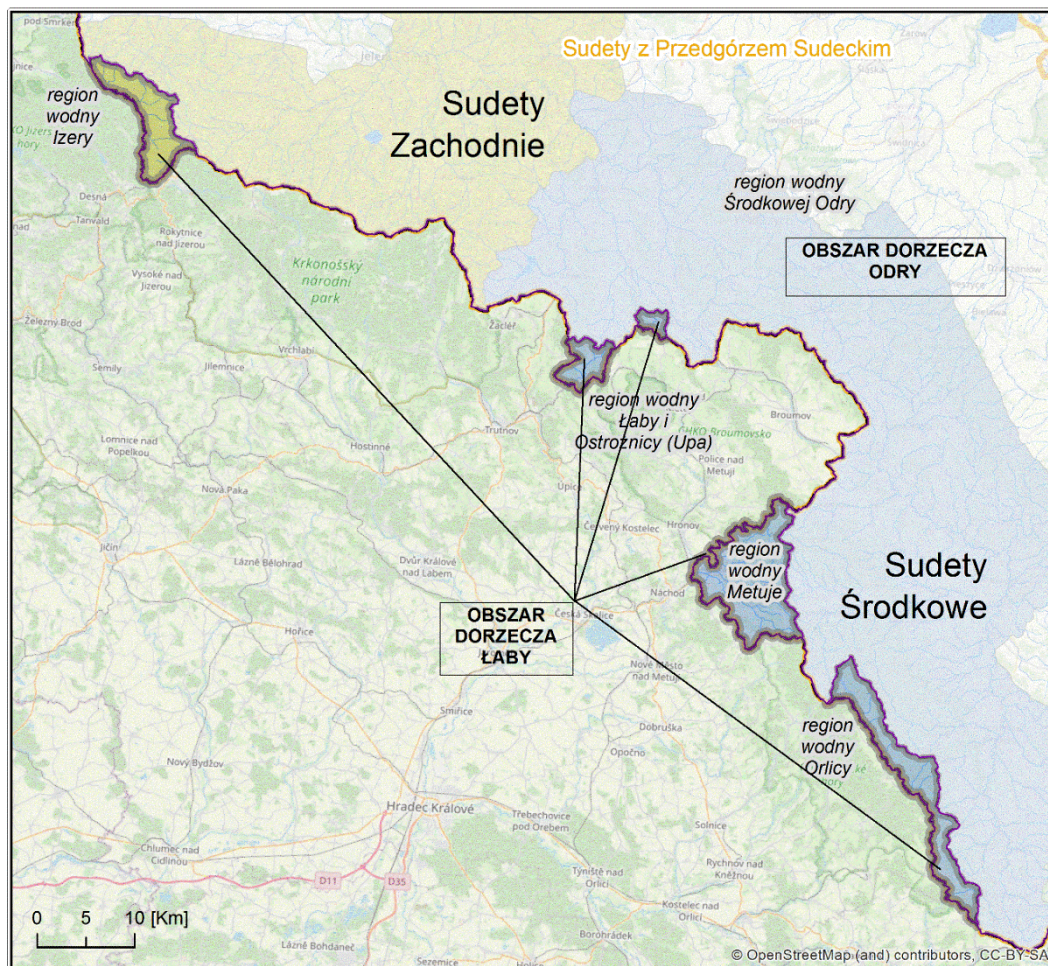 pod Smrkem
Sudety z Przedgórzem Sudeckim
Sudety
Zachodnie
region
wodny
Izery
region wodny
Środkowej Odry
OBSZAR DORZECZA
ODRY
Desná
Tanvald
Rokytnice
nad Jizerou
Vysoké nad
Jizerou
Krkonošský
národní
park
Železný Brod
Žacléř
Vrchlabí
Semily
Jilemnice
region wodny
Łaby i
Ostrożnicy (Upa)
Broumov
CHKO Broumovsko
Trutnov
Lomnice nad
Popelkou
Hostinné
Police nad
Metují
Nová Paka
Úpice
Červený Kostelec
Hronov
region
wodny
Metuje
Sudety
Środkowe
Jičín
Lázně Bělohrad
Dvůr Králové
nad Labem
Náchod
OBSZAR
DORZECZA
ŁABY
Česká Skalice
Hořice
Nové Město
nad Metují
Smiřice
Dobruška
Opočno
region
wodny
Orlicy
Nový Bydžov
Hradec Králové
Třebechovice
pod Orebem
Solnice
Chlumec nad
Cidlinou
Rychnov nad
Kněžnou
D11
D35
Týniště nad
Orlicí
Kostelec nad
Orlicí
Borohrádek
0 5 10 [Km]
Lázně Bohdaneč
Sezemice
© OpenStreetMap (and) contributors, CC-BY-SA